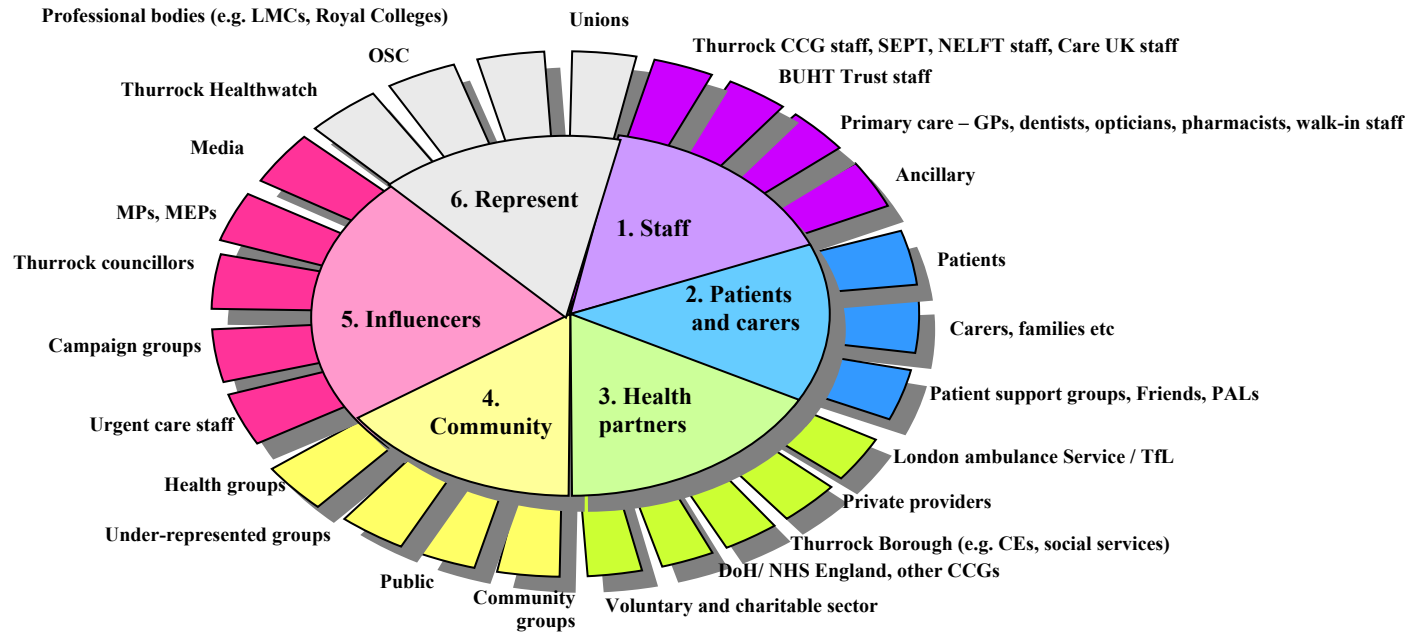 Professional bodies (e.g. LMCs, Royal Colleges)
Unions
OSC
Thurrock CCG staff, SEPT, NELFT staff, Care UK staff
BUHT Trust staff
Thurrock Healthwatch
Primary care – GPs, dentists, opticians, pharmacists, walk-in staff
Media
Ancillary
6. Represent
1. Staff
MPs, MEPs
Thurrock councillors
Patients
2. Patients
and carers
5. Influencers
Carers, families etc
Campaign groups
Patient support groups, Friends, PALs
4.
Community
3. Health
partners
Urgent care staff
London ambulance Service / TfL
Health groups
Private providers
Under-represented groups
Thurrock Borough (e.g. CEs, social services)
DoH/ NHS England, other CCGs
Public
Community
groups
Voluntary and charitable sector